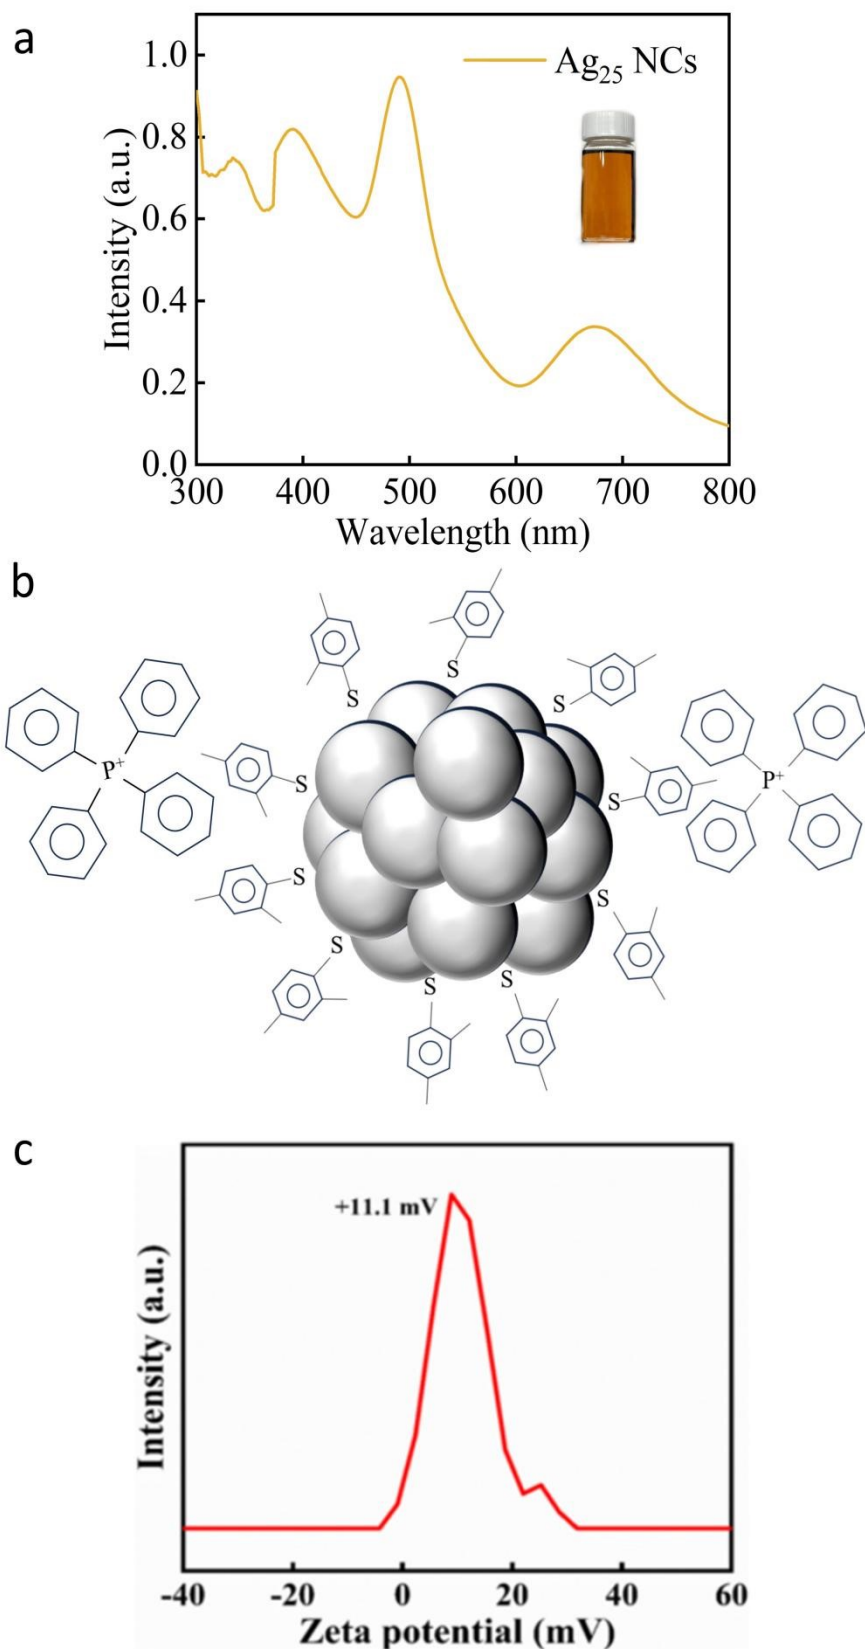 a
Ag₂₅ NCs
Intensity (a.u.)
1.0
0.8
0.6
0.4
0.2
0.0
300 400 500 600 700 800
Wavelength (nm)
b
S
S
S
S
S
P⁺
P⁺
S
S
S
S
S
S
c
+11.1 mV
Intensity (a.u.)
-40 -20 0 20 40 60
Zeta potential (mV)